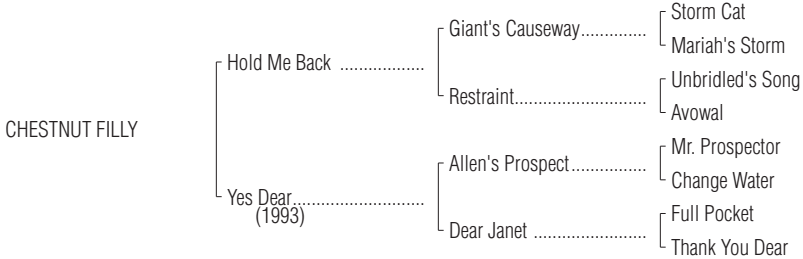 Storm Cat
Giant's Causeway..............
Mariah's Storm
Hold Me Back ..................
Unbridled's Song
Restraint............................
Avowal
CHESTNUT FILLY
Mr. Prospector
Allen's Prospect................
Change Water
Yes Dear............................
(1993)
Full Pocket
Dear Janet ........................
Thank You Dear